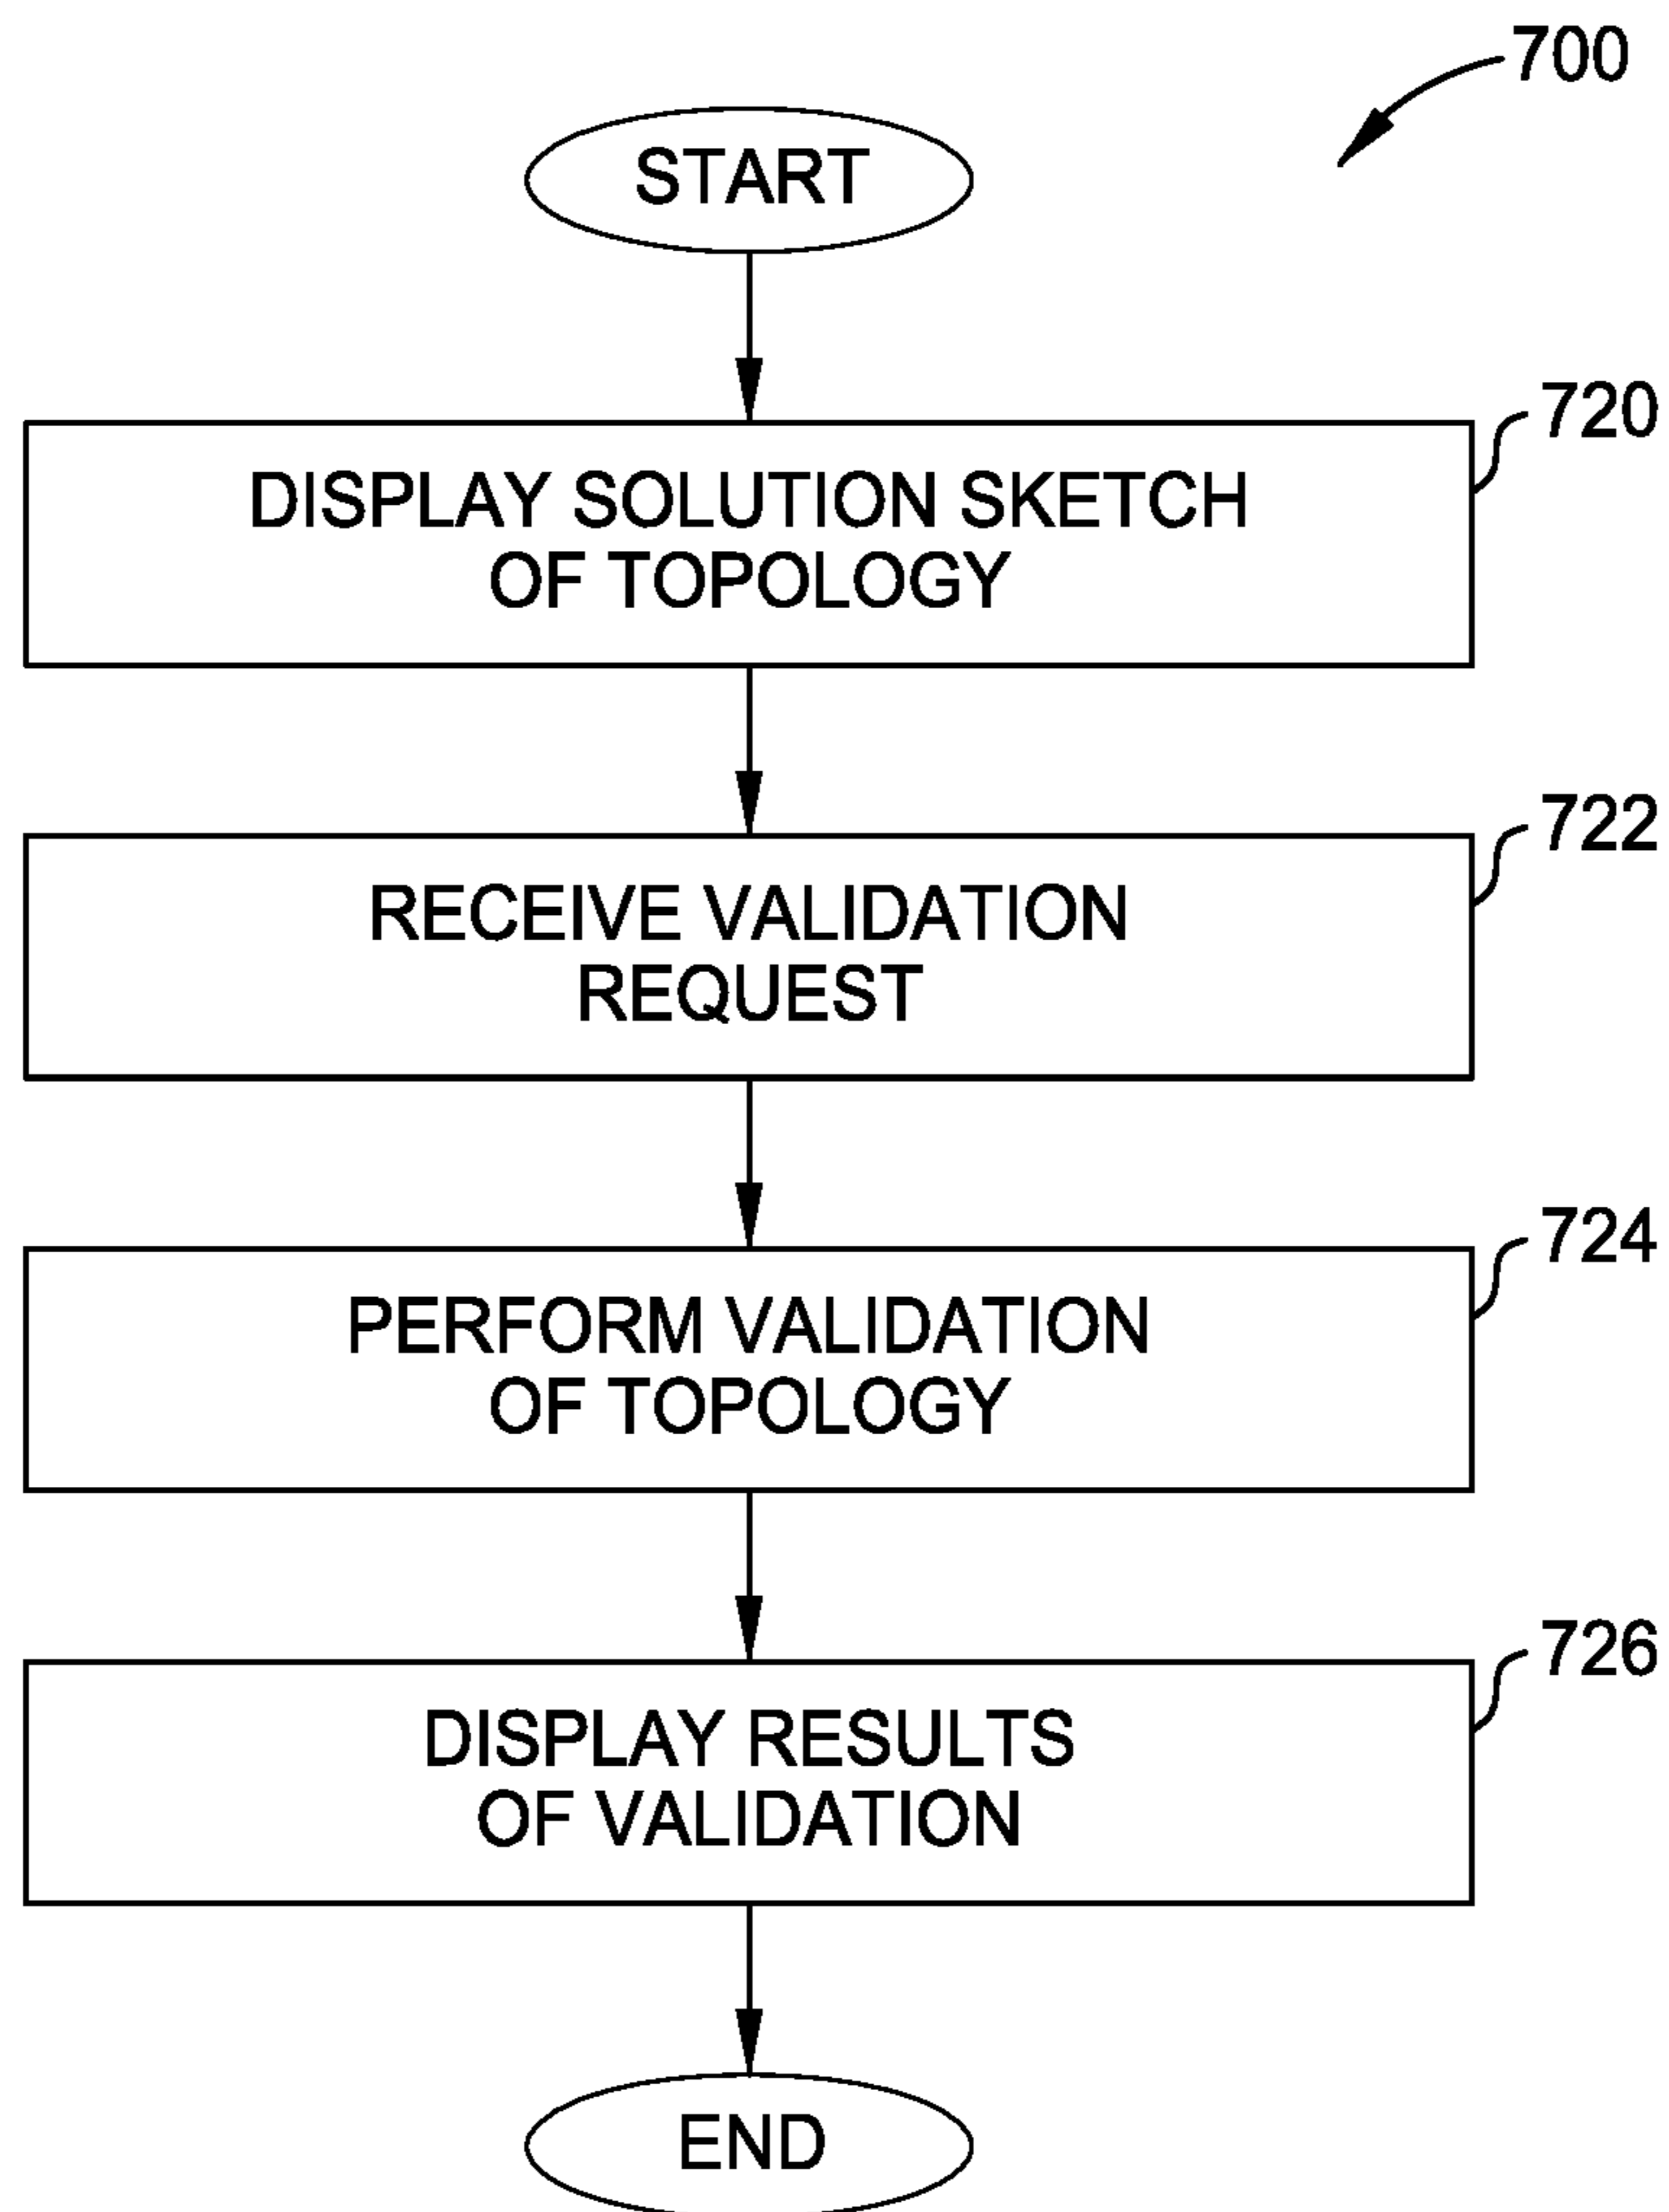 700
START
720
DISPLAY SOLUTION SKETCH
OF TOPOLOGY
722
RECEIVE VALIDATION
REQUEST
724
PERFORM VALIDATION
OF TOPOLOGY
726
DISPLAY RESULTS
OF VALIDATION
END